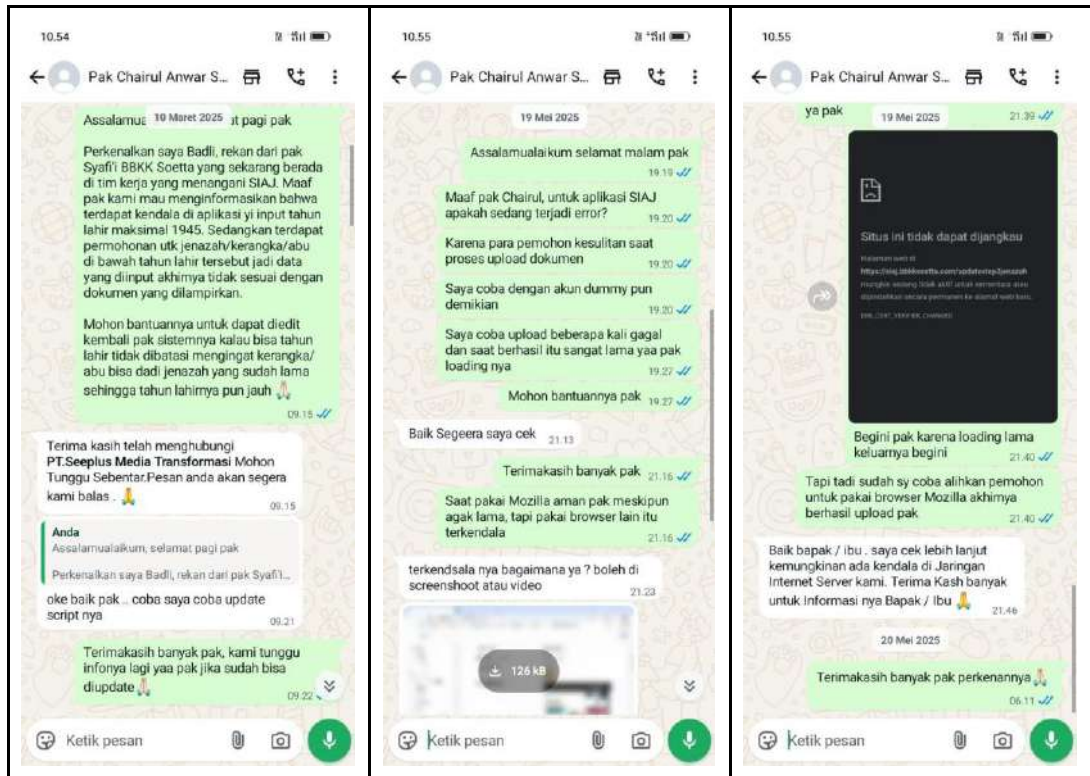 10.54
Pak Chairul Anwar S...
10 Maret 2025
Assalamua
at pagi pak
Perkenalkan saya Badli, rekan dari pak
Syafi'i BBKK Soetta yang sekarang berada
di tim kerja yang menangani SIAJ. Maaf
pak kami mau menginformasikan bahwa
terdapat kendala di aplikasi yi input tahun
lahir maksimal 1945. Sedangkan terdapat
permohonan utk jenazah/kerangka/abu
di bawah tahun lahir tersebut jadi data
yang diinput akhirnya tidak sesuai dengan
dokumen yang dilampirkan.
Mohon bantuannya untuk dapat diedit
kembali pak sistemnya kalau bisa tahun
lahir tidak dibatasi mengingat kerangka/
abu bisa dadi jenazah yang sudah lama
sehingga tahun lahirnya pun jauh 🙏
09.15
Terima kasih telah menghubungi
PT.Seeplus Media Transformasi Mohon
Tunggu Sebentar.Pesan anda akan segera
kami balas . 🙏
09.15
Anda
Assalamualaikum, selamat pagi pak
Perkenalkan saya Badli, rekan dari pak Syafi'i...
oke baik pak .. coba saya coba update
script nya
09.21
Terimakasih banyak pak, kami tunggu
infonya lagi yaa pak jika sudah bisa
diupdate 🙏
09.22
Ketik pesan
10.55
Pak Chairul Anwar S...
19 Mei 2025
Assalamualaikum selamat malam pak
19.19
Maaf pak Chairul, untuk aplikasi SIAJ
apakah sedang terjadi error?
19.20
Karena para pemohon kesulitan saat
proses upload dokumen
19.20
Saya coba dengan akun dummy pun
demikian
19.20
Saya coba upload beberapa kali gagal
dan saat berhasil itu sangat lama yaa pak
loading nya
19.27
Mohon bantuannya pak
19.27
Baik Segeera saya cek
21.13
Terimakasih banyak pak
21.16
Saat pakai Mozilla aman pak meskipun
agak lama, tapi pakai browser lain itu
terkendala
21.16
terkendsala nya bagaimana ya ? boleh di
screenshoot atau video
21.23
126 kB
Ketik pesan
10.55
Pak Chairul Anwar S...
ya pak
21.39
19 Mei 2025
Situs ini tidak dapat dijangkau
Begini pak karena loading lama
keluarnya begini
21.40
Tapi tadi sudah sy coba alihkan pemohon
untuk pakai browser Mozilla akhirnya
berhasil upload pak
21.40
Baik bapak / ibu . saya cek lebih lanjut
kemungkinan ada kendala di Jaringan
Internet Server kami. Terima Kash banyak
untuk Informasi nya Bapak / Ibu 🙏
21.46
20 Mei 2025
Terimakasih banyak pak perkenannya 🙏
06.11
Ketik pesan